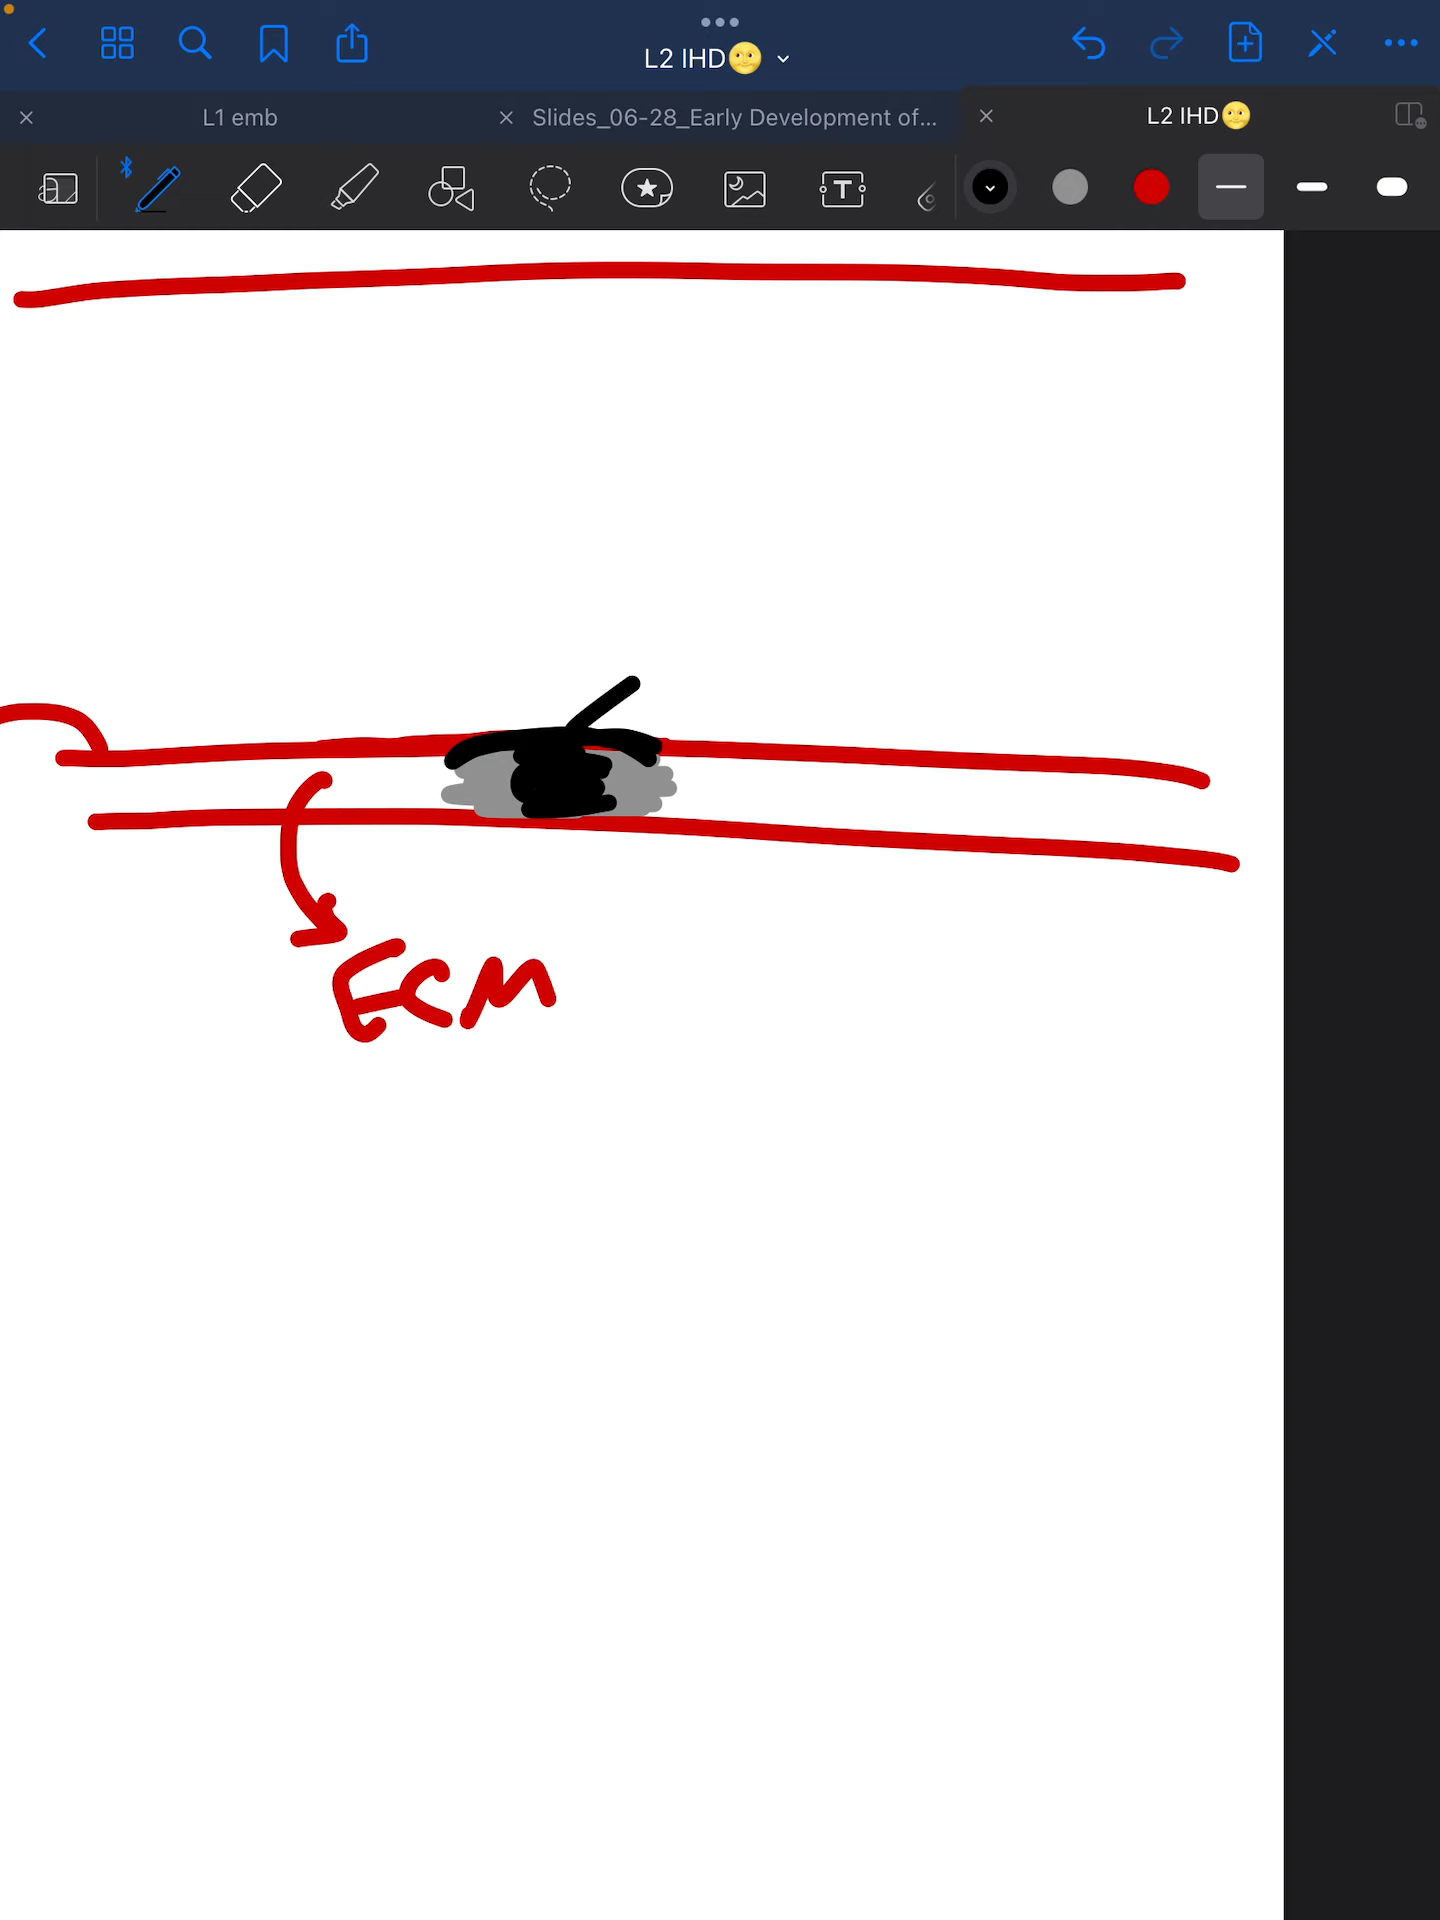 L2 IHD🌝
L1 emb
Slides_06-28_Early Development of...
L2 IHD🌝
ECM